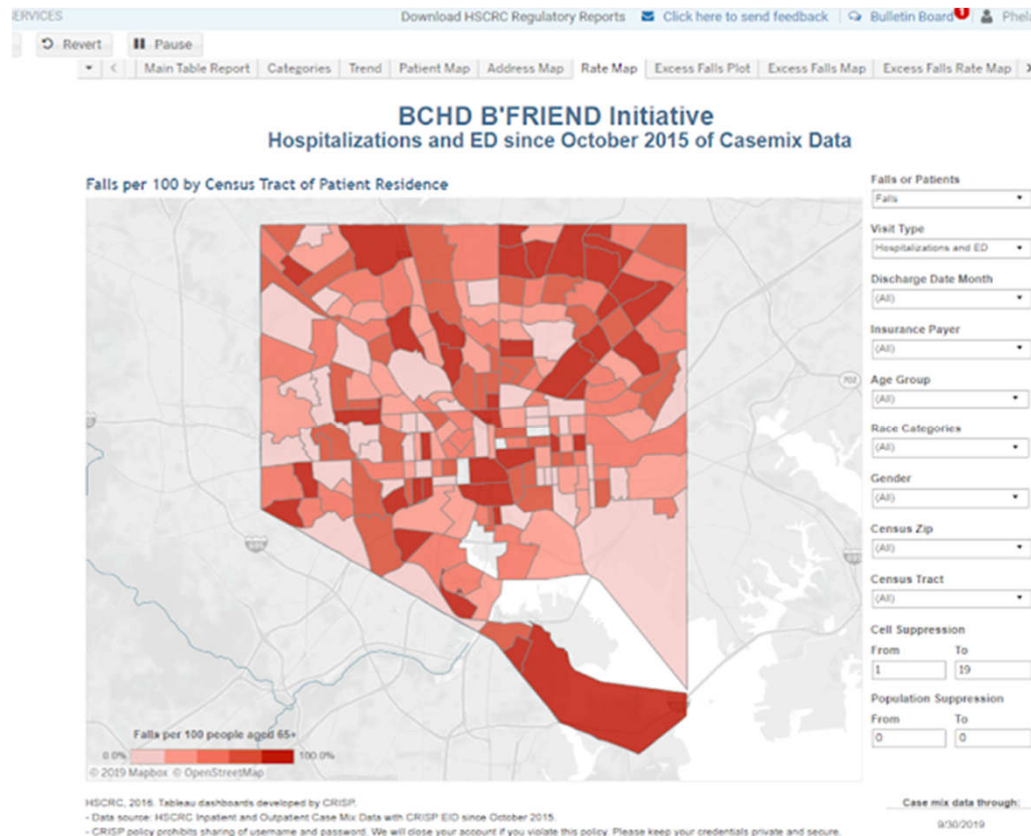 ERVICES Download HSCRC Regulatory Reports Click here to send feedback Bulletin Board 1 Phela
Revert Pause
Main Table Report Categories Trend Patient Map Address Map Rate Map Excess Falls Plot Excess Falls Map Excess Falls Rate Map
BCHD B'FRIEND Initiative
Hospitalizations and ED since October 2015 of Casemix Data
Falls per 100 by Census Tract of Patient Residence
Falls or Patients
Falls
Visit Type
Hospitalizations and ED
Discharge Date Month
(All)
Insurance Payer
(All)
Age Group
(All)
Race Categories
(All)
Gender
(All)
Census Zip
(All)
Census Tract
(All)
Cell Suppression
From To
1 19
Population Suppression
From To
0 0
702
Falls per 100 people aged 65+
0.0% 100.0%
© 2019 Mapbox © OpenStreetMap
HSCRC, 2016. Tableau dashboards developed by CRISP.
- Data source: HSCRC Inpatient and Outpatient Case Mix Data with CRISP EID since October 2015.
- CRISP policy prohibits sharing of username and password. We will close your account if you violate this policy. Please keep your credentials private and secure.
Case mix data through:
9/30/2019